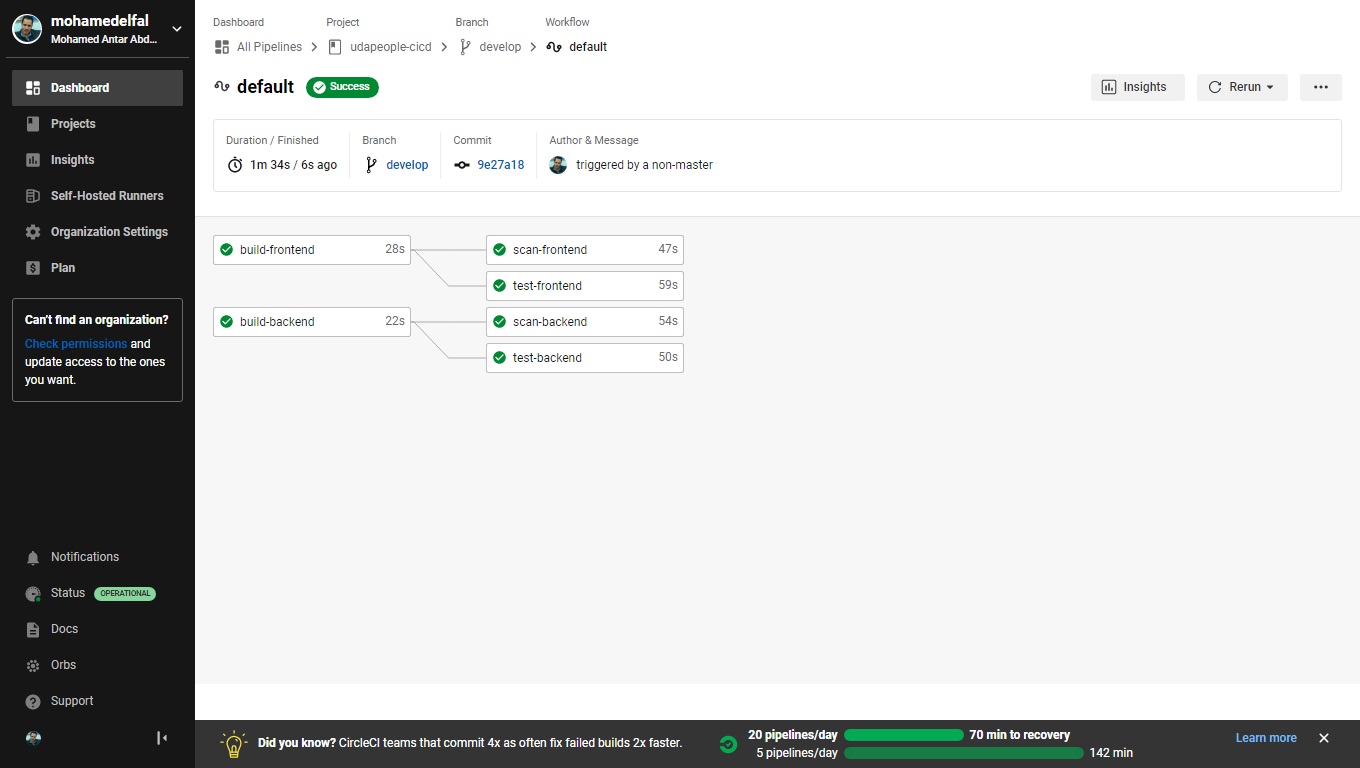 mohamedelfal
Mohamed Antar Abd...
Dashboard
Projects
Insights
Self-Hosted Runners
Organization Settings
Plan
Can't find an organization?
Check permissions and
update access to the ones
you want.
Notifications
Status OPERATIONAL
Docs
Orbs
Support
Dashboard Project Branch Workflow
All Pipelines udapeople-cicd develop default
default Success
Insights Rerun
Duration / Finished Branch Commit Author & Message
1m 34s / 6s ago develop 9e27a18 triggered by a non-master
build-frontend 28s scan-frontend 47s
test-frontend 59s
build-backend 22s scan-backend 54s
test-backend 50s
Did you know? CircleCI teams that commit 4x as often fix failed builds 2x faster.
20 pipelines/day 70 min to recovery
5 pipelines/day 142 min
Learn more